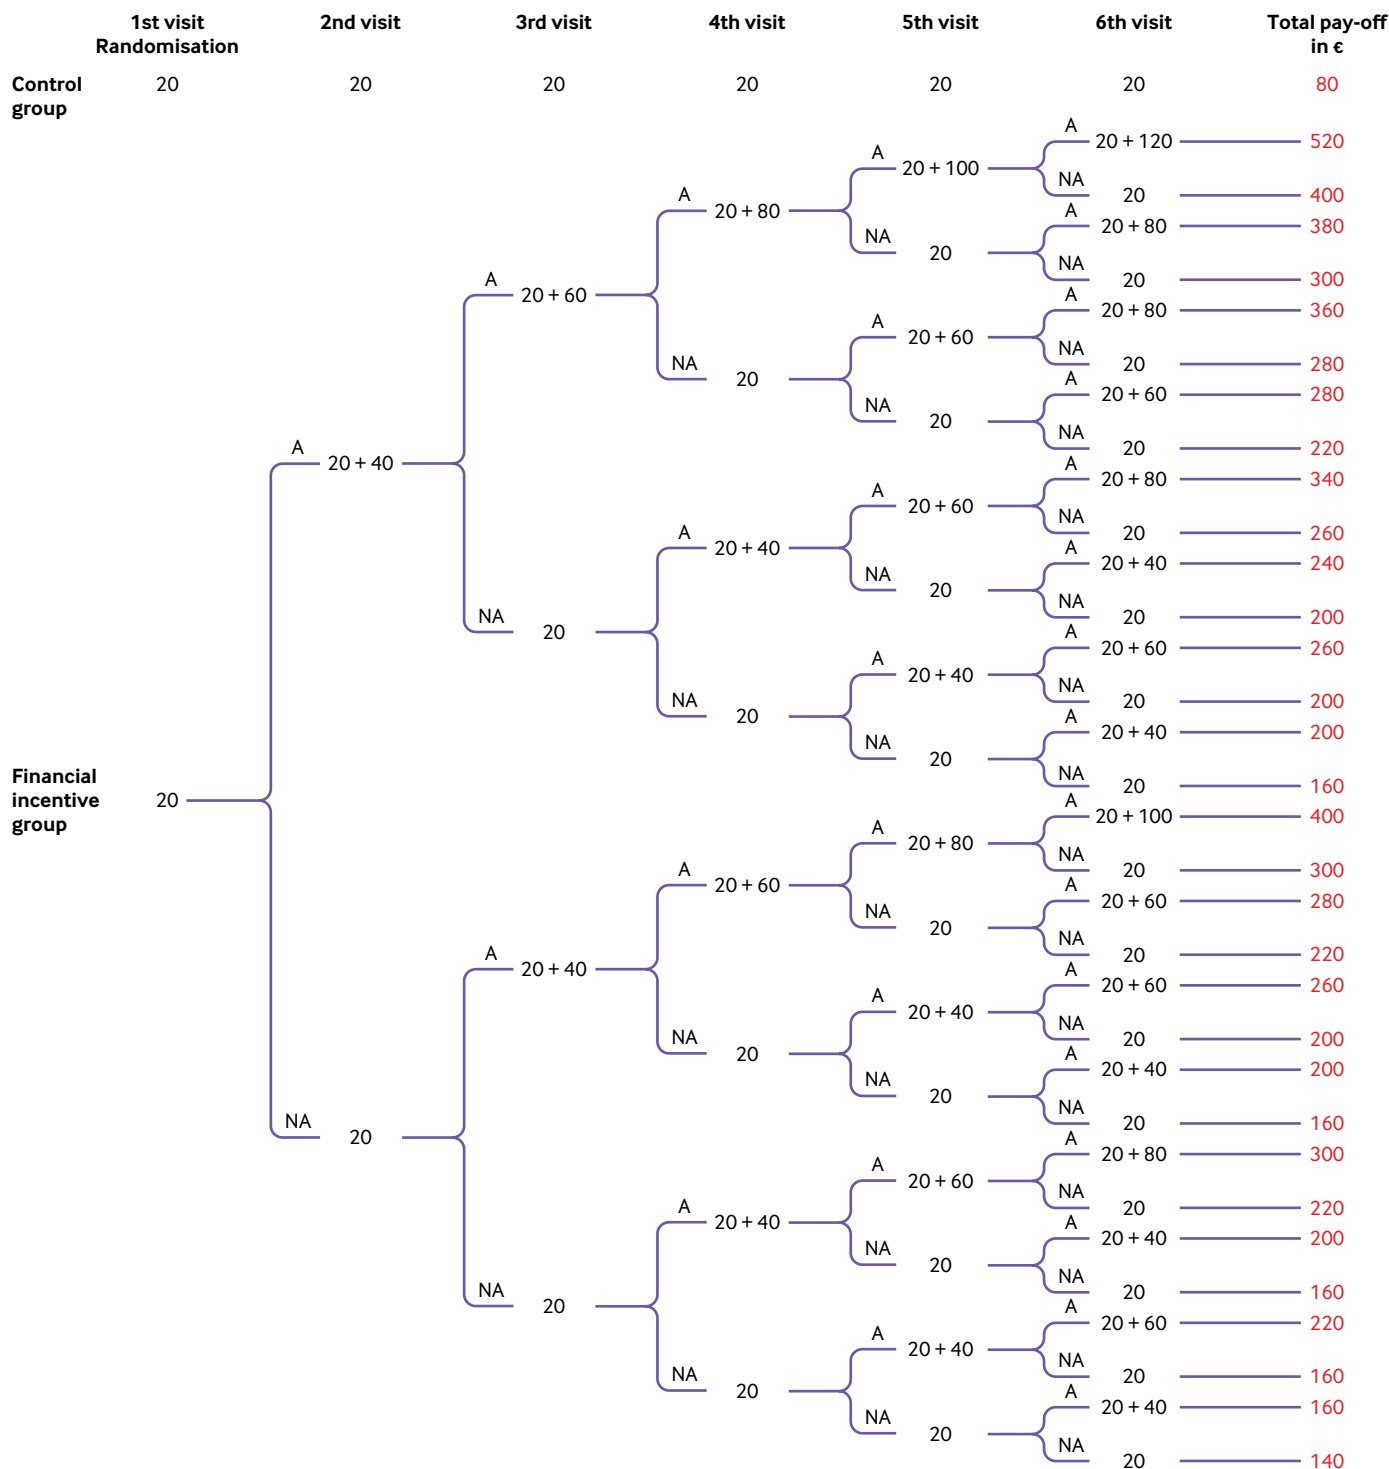 1st visit 2nd visit 3rd visit 4th visit 5th visit 6th visit Total pay-off
Randomisation in €
Control 20 20 20 20 20 20 80
group
A
20 + 120 520
A
20 + 100
NA
A 20 400
20 + 80 A
20 + 80 380
NA
20
NA
A 20 300
20 + 60 A
20 + 80 360
A
20 + 60
NA
NA 20 280
20 A
20 + 60 280
NA
20
NA
A 20 220
20 + 40 A
20 + 80 340
A
20 + 60
NA
A 20 260
20 + 40 A
20 + 40 240
NA
20
NA
NA 20 200
20 A
20 + 60 260
A
20 + 40
NA
NA 20 200
20 A
20 + 40 200
NA
20
NA
Financial
20 160
incentive 20 A
20 + 100 400
group
A
20 + 80
NA
A 20 300
20 + 60 A
20 + 60 280
NA
20
NA
A 20 220
20 + 40 A
20 + 60 260
A
20 + 40
NA
NA 20 200
20 A
20 + 40 200
NA
20
NA
NA 20 160
20 A
20 + 80 300
A
20 + 60
NA
A 20 220
20 + 40 A
20 + 40 200
NA
20
NA
NA 20 160
20 A
20 + 60 220
A
20 + 40
NA
NA 20 160
20 A
20 + 40 160
NA
20
NA
20 140